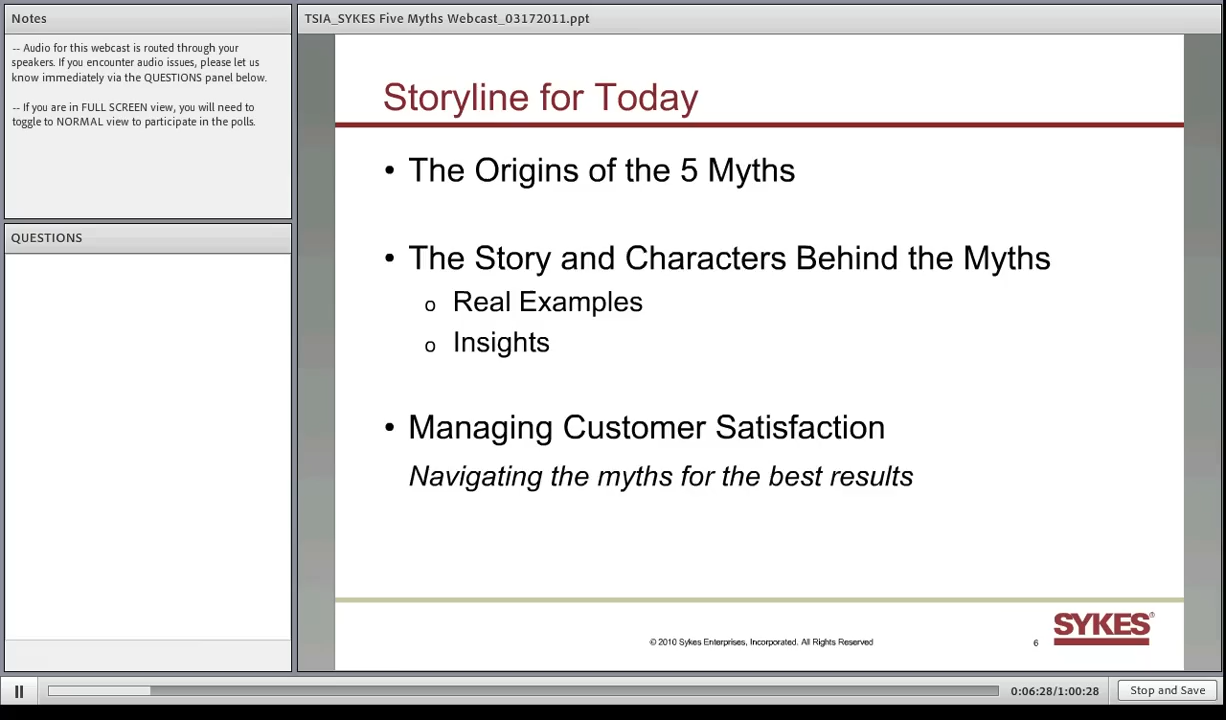 Notes
TSIA_SYKES Five Myths Webcast_03172011.ppt
-- Audio for this webcast is routed through your
speakers. If you encounter audio issues, please let us
know immediately via the QUESTIONS panel below.
-- If you are in FULL SCREEN view, you will need to
toggle to NORMAL view to participate in the polls.
QUESTIONS
Storyline for Today
• The Origins of the 5 Myths
• The Story and Characters Behind the Myths
o Real Examples
o Insights
• Managing Customer Satisfaction
Navigating the myths for the best results
© 2010 Sykes Enterprises, Incorporated. All Rights Reserved
6
SYKES®
0:06:28/1:00:28
Stop and Save